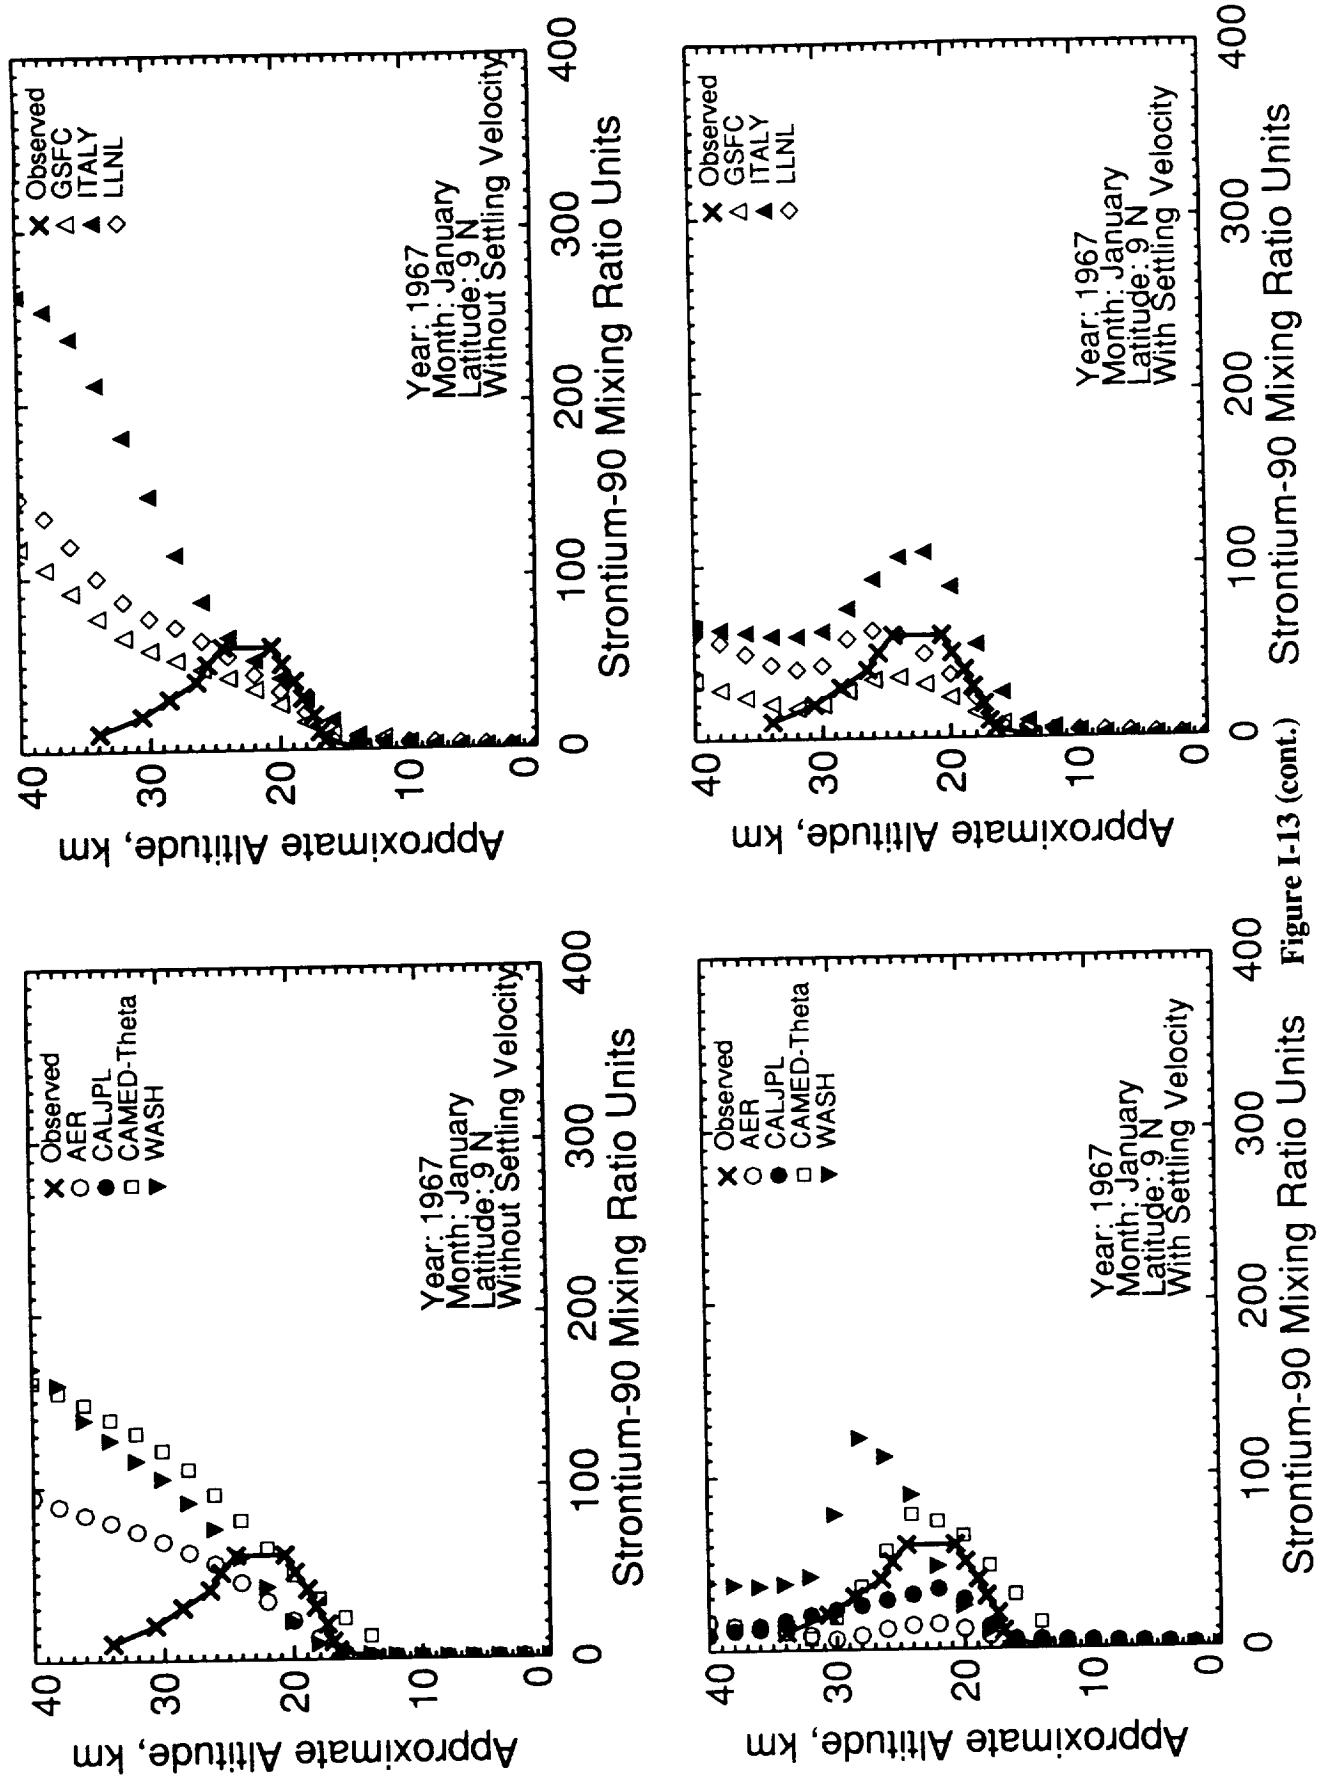 Approximate Altitude, km
40
30
20
10
0
Observed
AER
CALJPL
CAMED-Theta
WASH
Year: 1967
Month: January
Latitude: 9 N
Without Settling Velocity
0 100 200 300 400
Strontium-90 Mixing Ratio Units
Approximate Altitude, km
40
30
20
10
0
Observed
GSFC
ITALY
LLNL
Year: 1967
Month: January
Latitude: 9 N
Without Settling Velocity
0 100 200 300 400
Strontium-90 Mixing Ratio Units
Approximate Altitude, km
40
30
20
10
0
Observed
AER
CALJPL
CAMED-Theta
WASH
Year: 1967
Month: January
Latitude: 9 N
With Settling Velocity
0 100 200 300 400
Strontium-90 Mixing Ratio Units
Approximate Altitude, km
40
30
20
10
0
Observed
GSFC
ITALY
LLNL
Year: 1967
Month: January
Latitude: 9 N
With Settling Velocity
0 100 200 300 400
Strontium-90 Mixing Ratio Units
Figure I-13 (cont.)